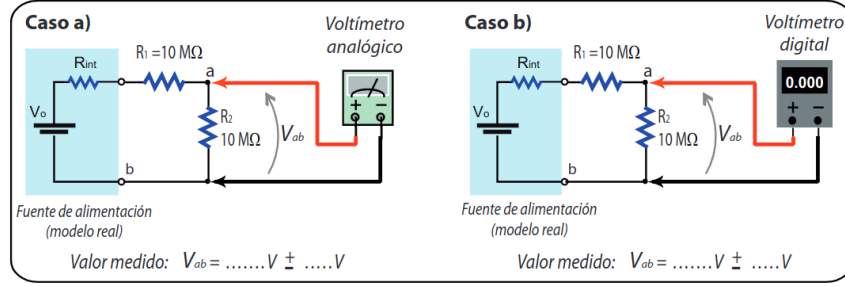 Caso a)
Voltímetro
analógico
R₁=10 MΩ
Rint
a
Vo
R₂
10 MΩ
Vab
+ −
b
Fuente de alimentación
(modelo real)
Valor medido: Vab = .......V ± .....V
Caso b)
Voltímetro
digital
R₁=10 MΩ
Rint
a
0.000
+ −
Vo
R₂
10 MΩ
Vab
b
Fuente de alimentación
(modelo real)
Valor medido: Vab = .......V ± .....V